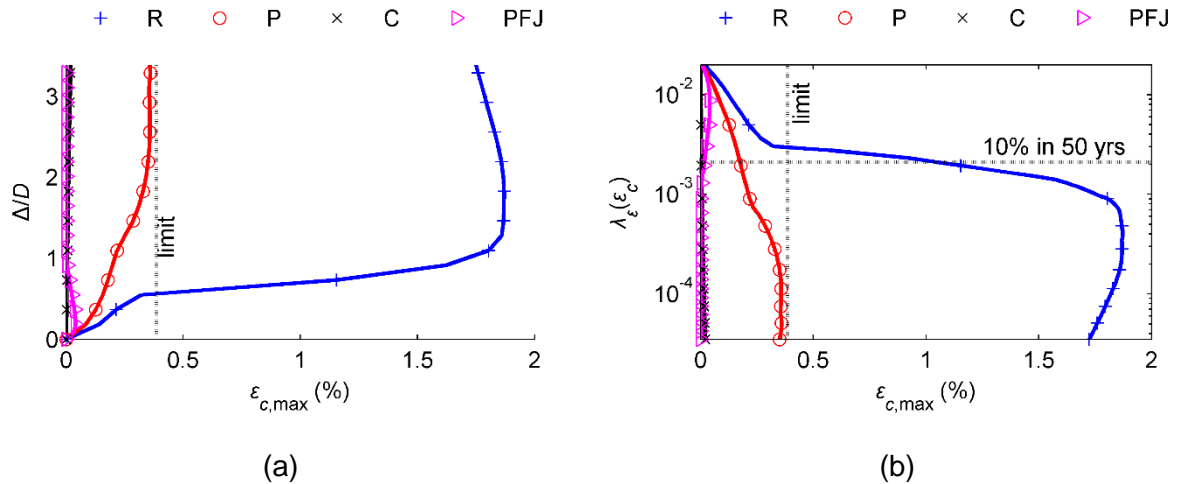 R P C PFJ
3
2
1
0
Δ/D
limit
0 0.5 1 1.5 2
ε_c,max (%)
(a)
R P C PFJ
10^-2
10^-3
10^-4
λ_ε(ε_c)
limit
10% in 50 yrs
0 0.5 1 1.5 2
ε_c,max (%)
(b)